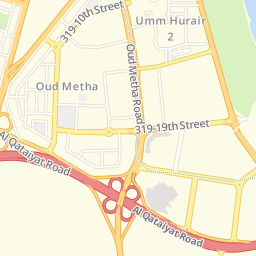 319-10th Street
Umm Hurair
2
Oud Metha Road
Oud Metha
319-19th Street
Al Qataiyat Road
Al Qataiyat Road